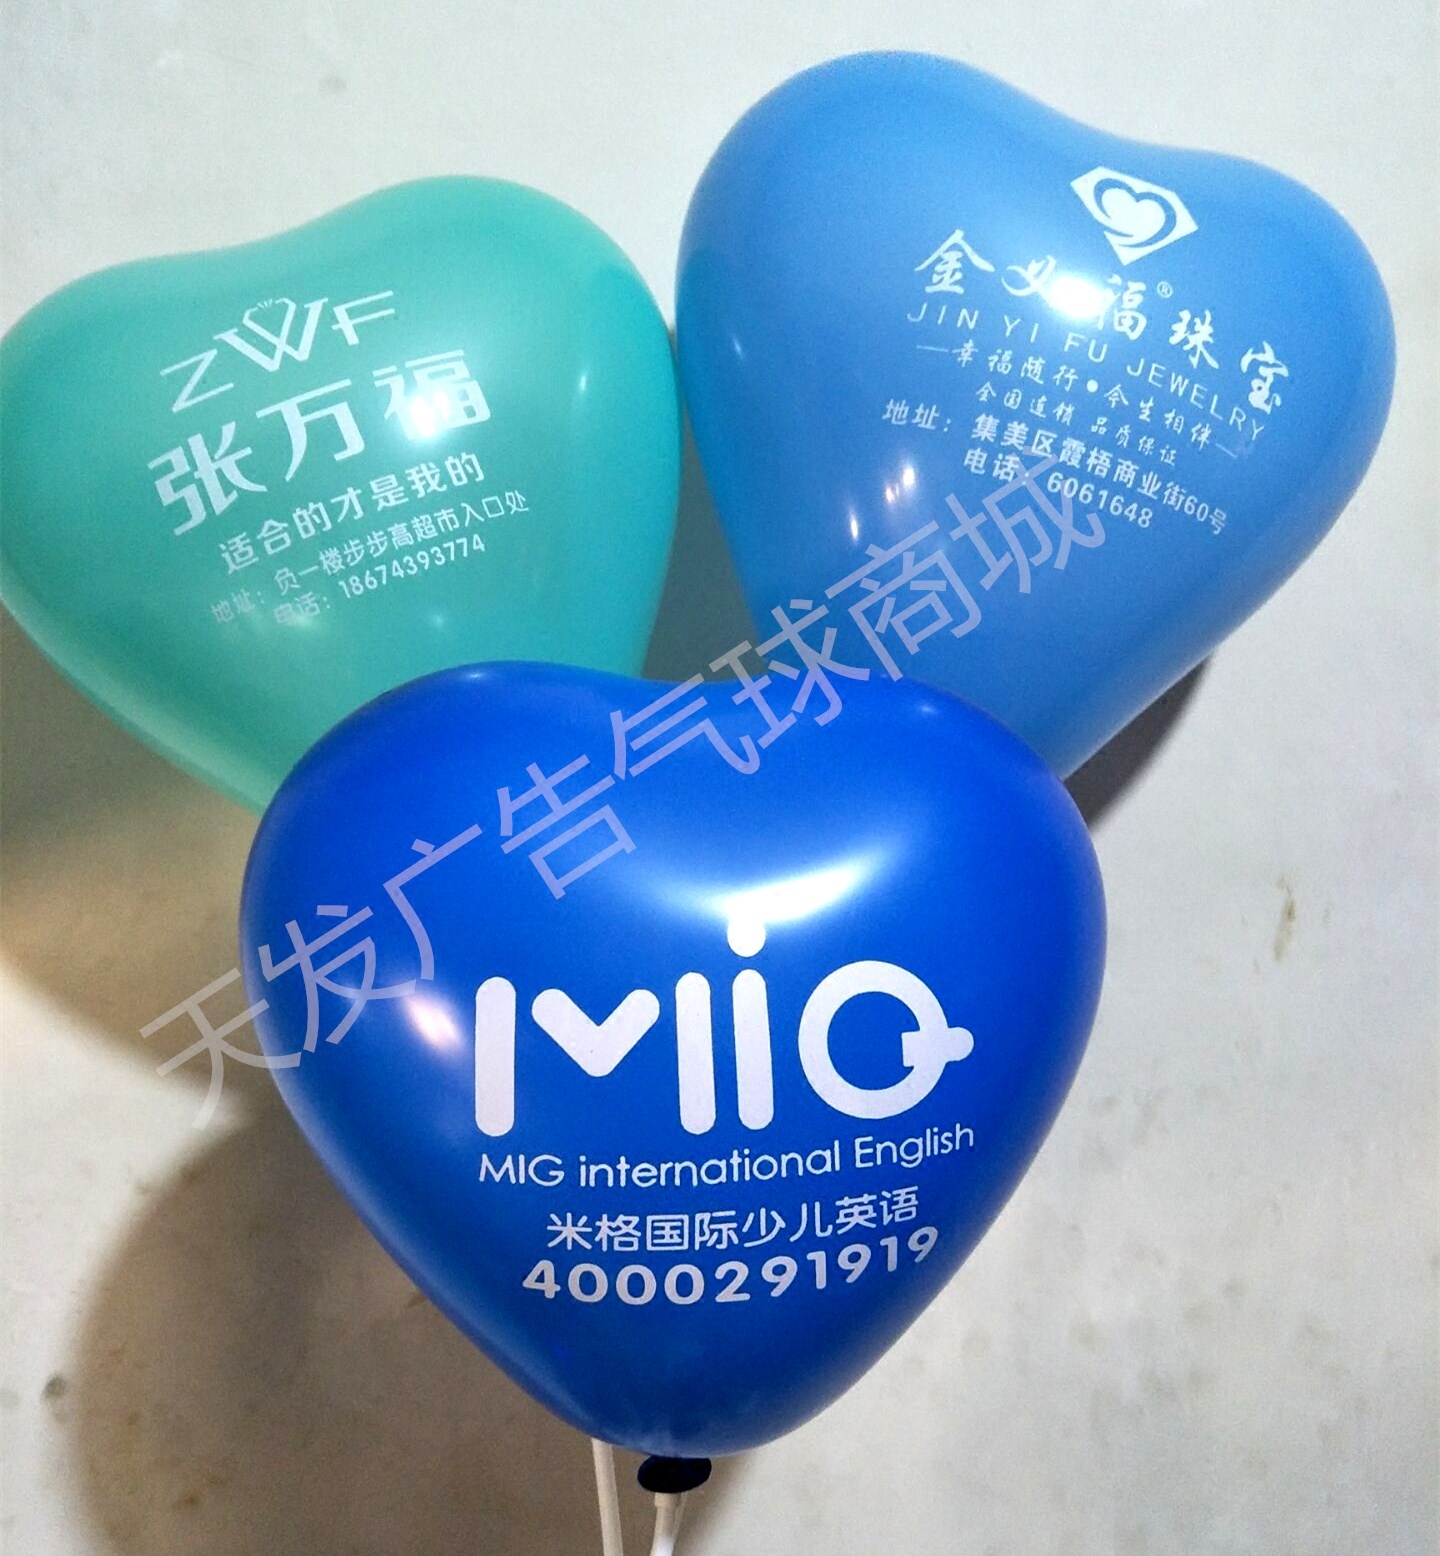 ZWF
张万福
适合的才是我的
地址：负一楼步步高超市入口处
电话：18674393774
金义福®珠宝
JIN YI FU JEWELRY
—幸福随行•今生相伴—
全国连锁 品质保证
地址：集美区霞梧商业街60号
电话：6061648
天发广告气球商城
MiG
MIG international English
米格国际少儿英语
4000291919